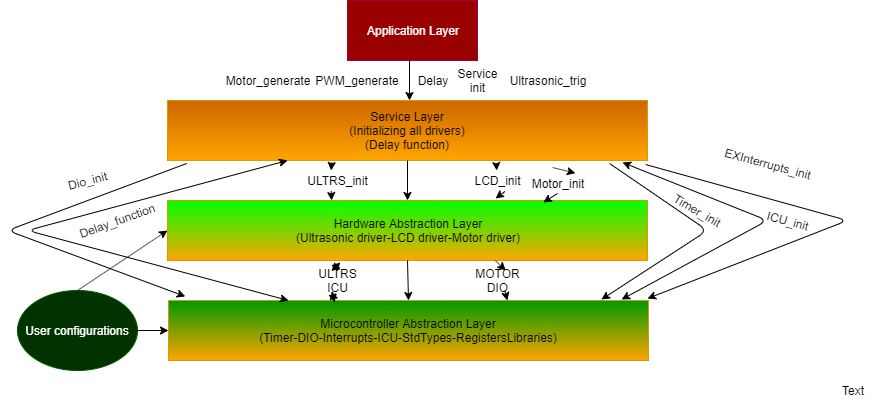 Application Layer
Motor_generate PWM_generate Delay Service init Ultrasonic_trig
Service Layer
(Initializing all drivers)
(Delay function)
Dio_init
Delay_function
ULTRS_init
LCD_init
Motor_init
EXInterrupts_init
Timer_init
ICU_init
Hardware Abstraction Layer
(Ultrasonic driver-LCD driver-Motor driver)
ULTRS
ICU
MOTOR
DIO
User configurations
Microcontroller Abstraction Layer
(Timer-DIO-Interrupts-ICU-StdTypes-RegistersLibraries)
Text